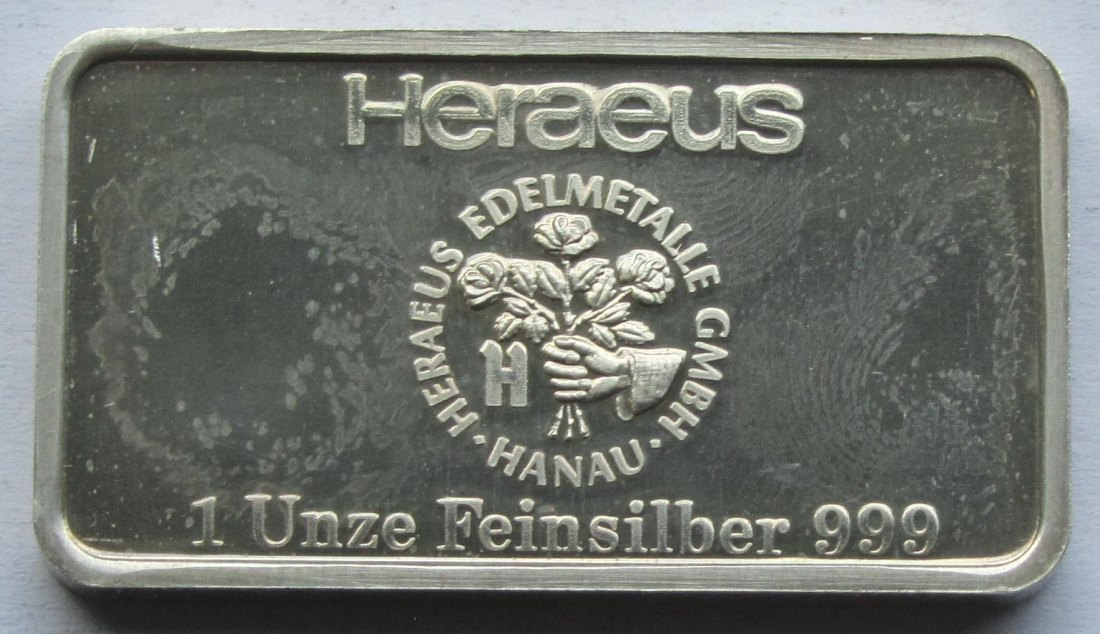 Heraeus
HERAEUS EDELMETALLE GMBH
· HANAU ·
H
1 Unze Feinsilber 999